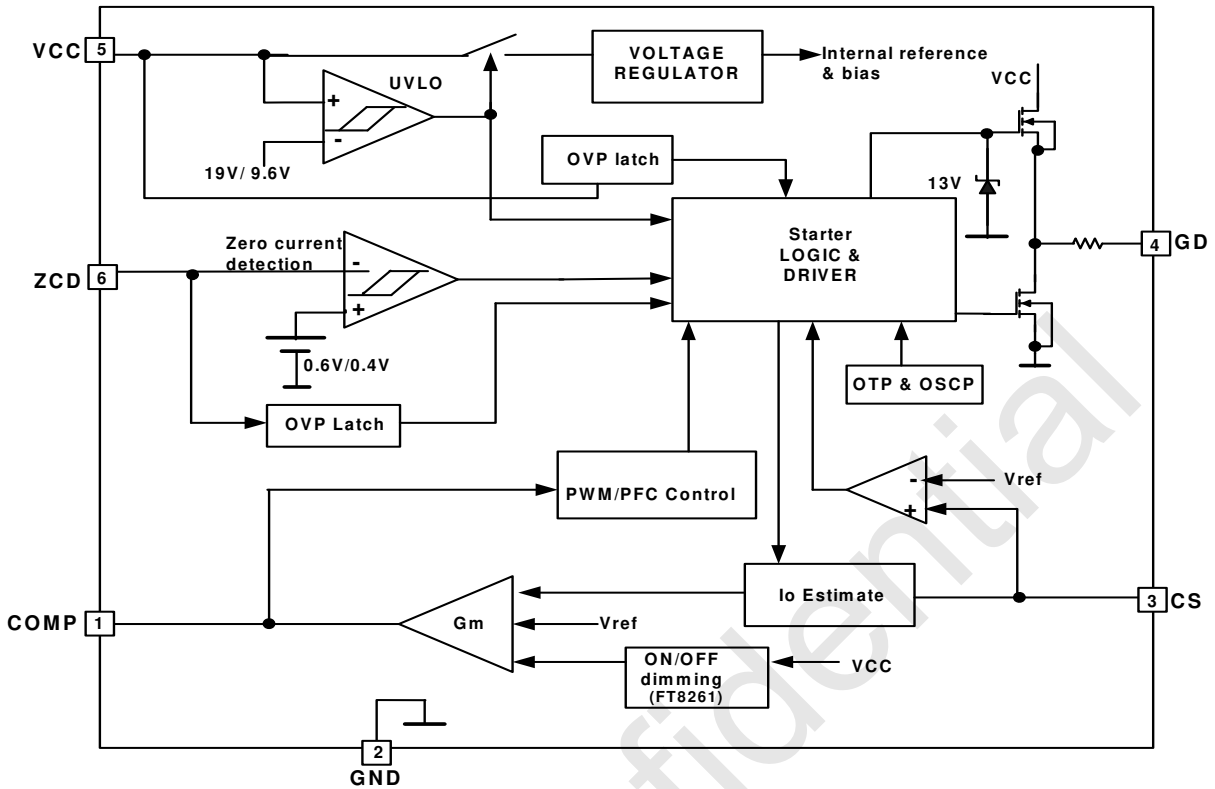 VCC 5
UVLO
+
-
19V/ 9.6V
VOLTAGE
REGULATOR
Internal reference
& bias
VCC
OVP latch
13V
Starter
LOGIC &
DRIVER
4 GD
ZCD 6
Zero current
detection
-
+
0.6V/0.4V
OVP Latch
OTP & OSCP
PWM/PFC Control
-
+
Vref
Io Estimate
3 CS
COMP 1
Gm
Vref
ON/OFF
dimming
(FT8261)
VCC
2
GND
fidential